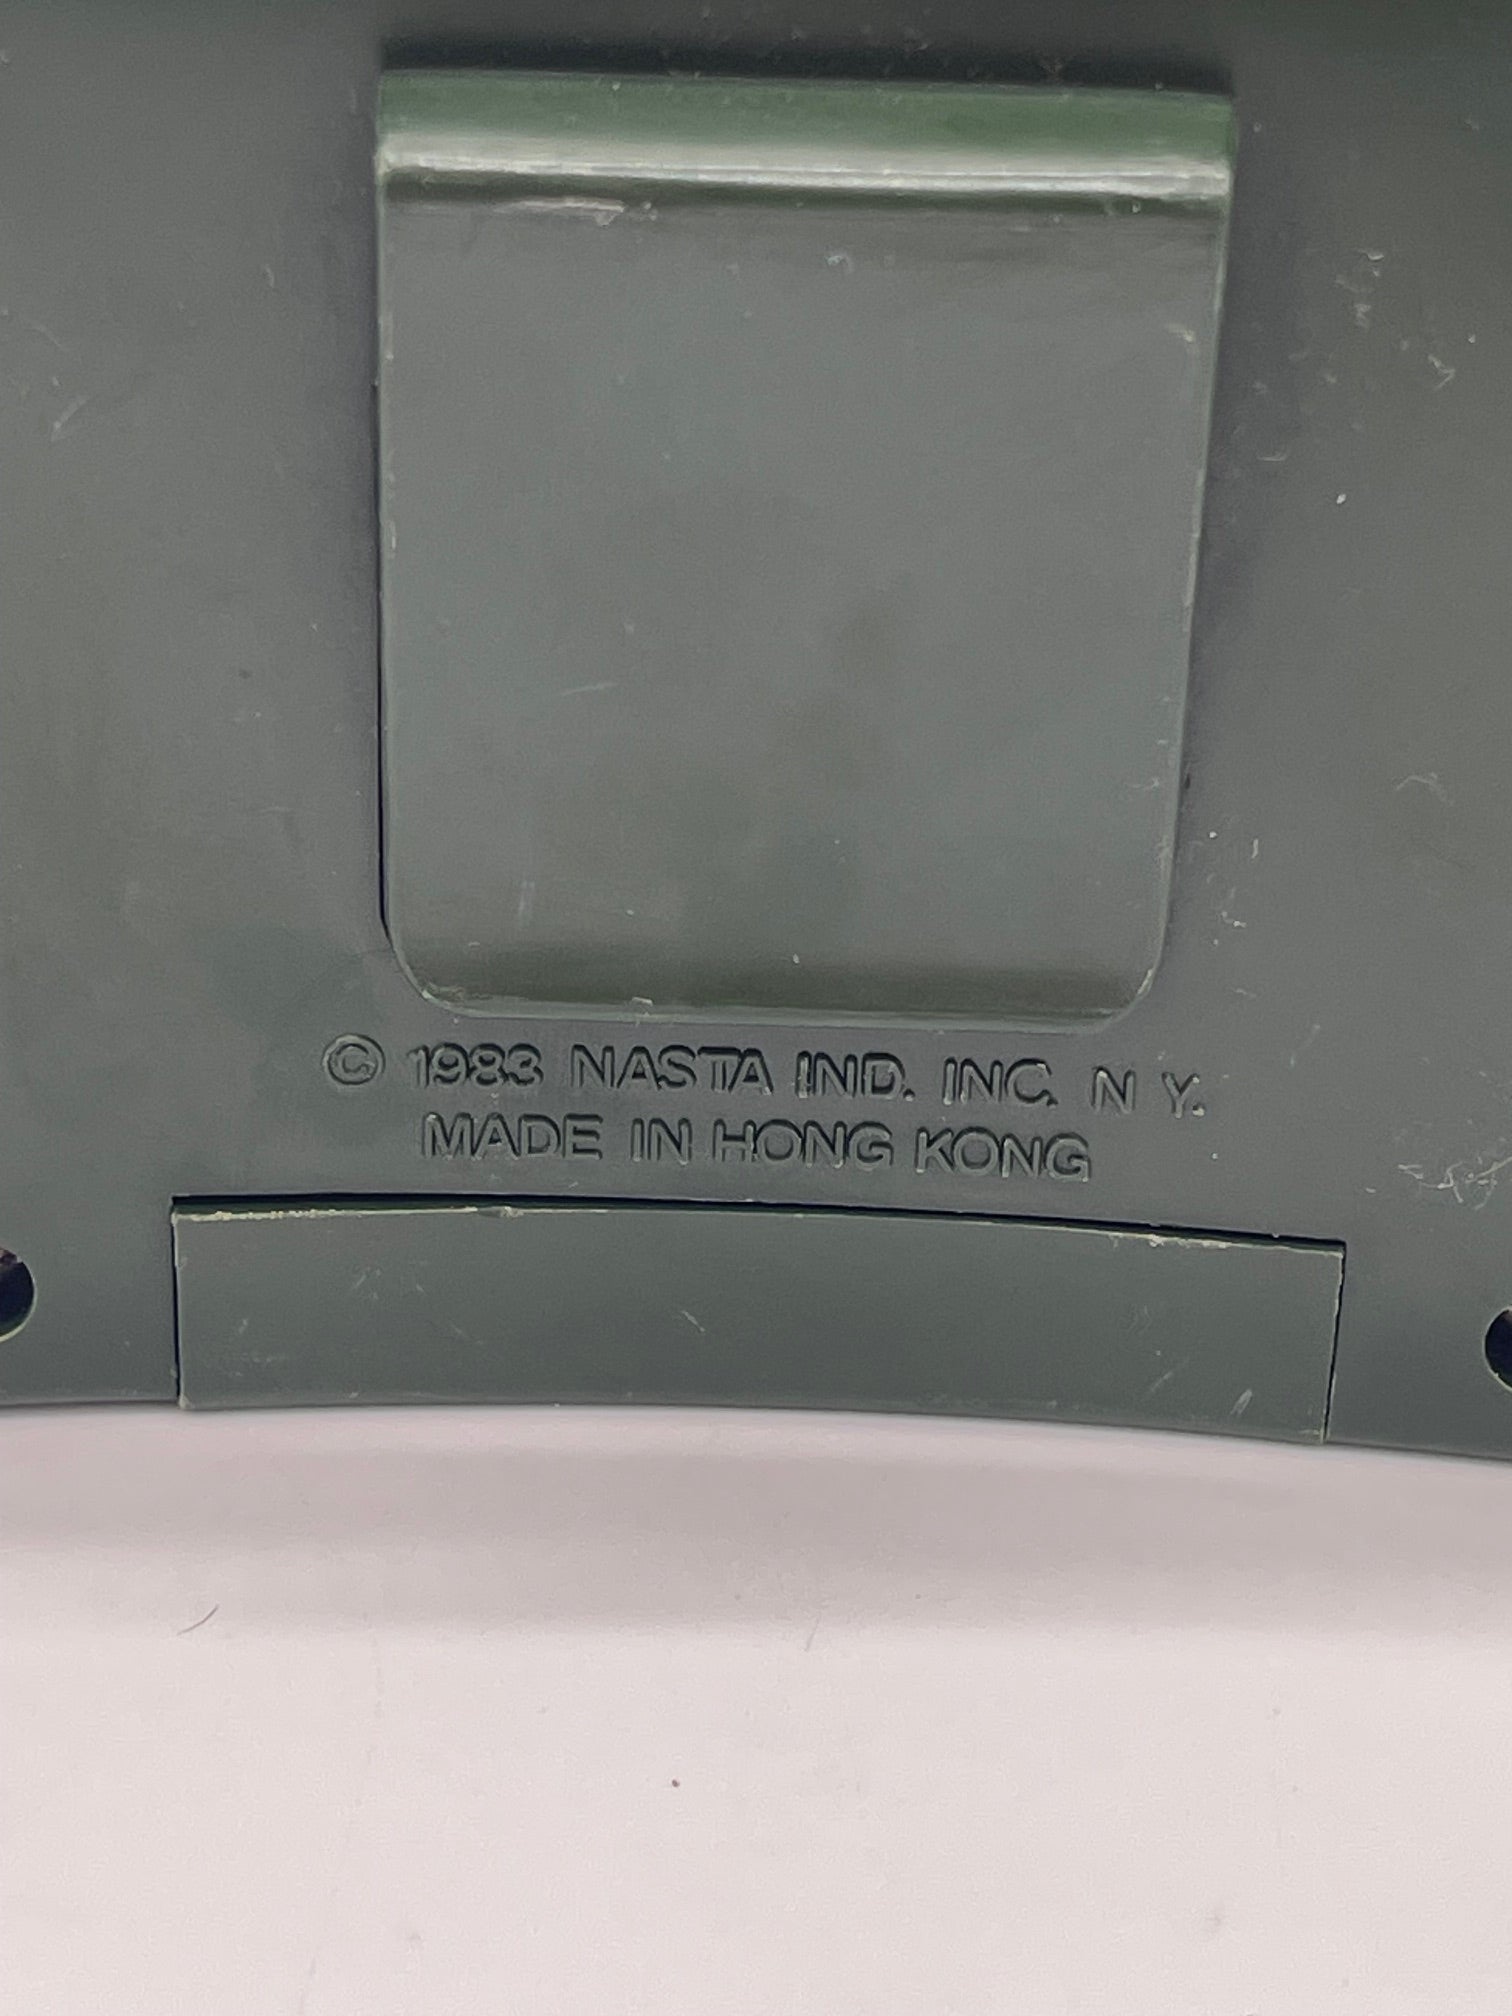 © 1983 NASTA IND. INC. N Y.
MADE IN HONG KONG